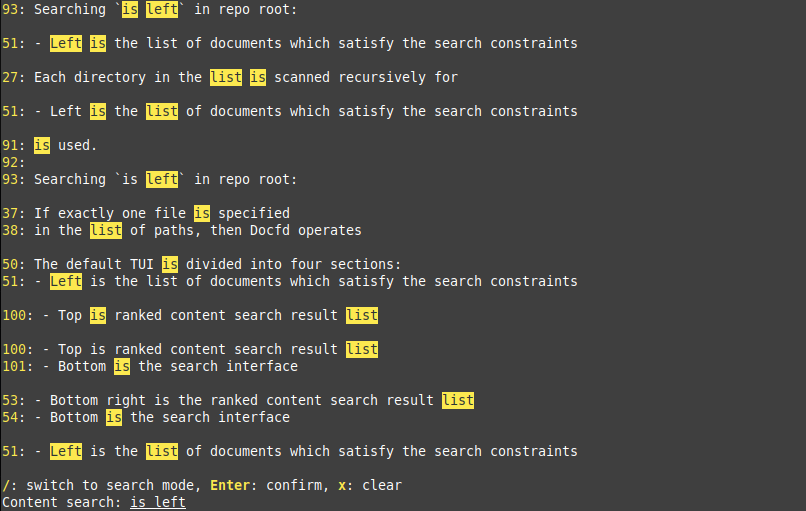 93: Searching `is left` in repo root:
51: - Left is the list of documents which satisfy the search constraints
27: Each directory in the list is scanned recursively for
51: - Left is the list of documents which satisfy the search constraints
91: is used.
92:
93: Searching `is left` in repo root:
37: If exactly one file is specified
38: in the list of paths, then Docfd operates
50: The default TUI is divided into four sections:
51: - Left is the list of documents which satisfy the search constraints
100: - Top is ranked content search result list
100: - Top is ranked content search result list
101: - Bottom is the search interface
53: - Bottom right is the ranked content search result list
54: - Bottom is the search interface
51: - Left is the list of documents which satisfy the search constraints
/: switch to search mode, Enter: confirm, x: clear
Content search: is left